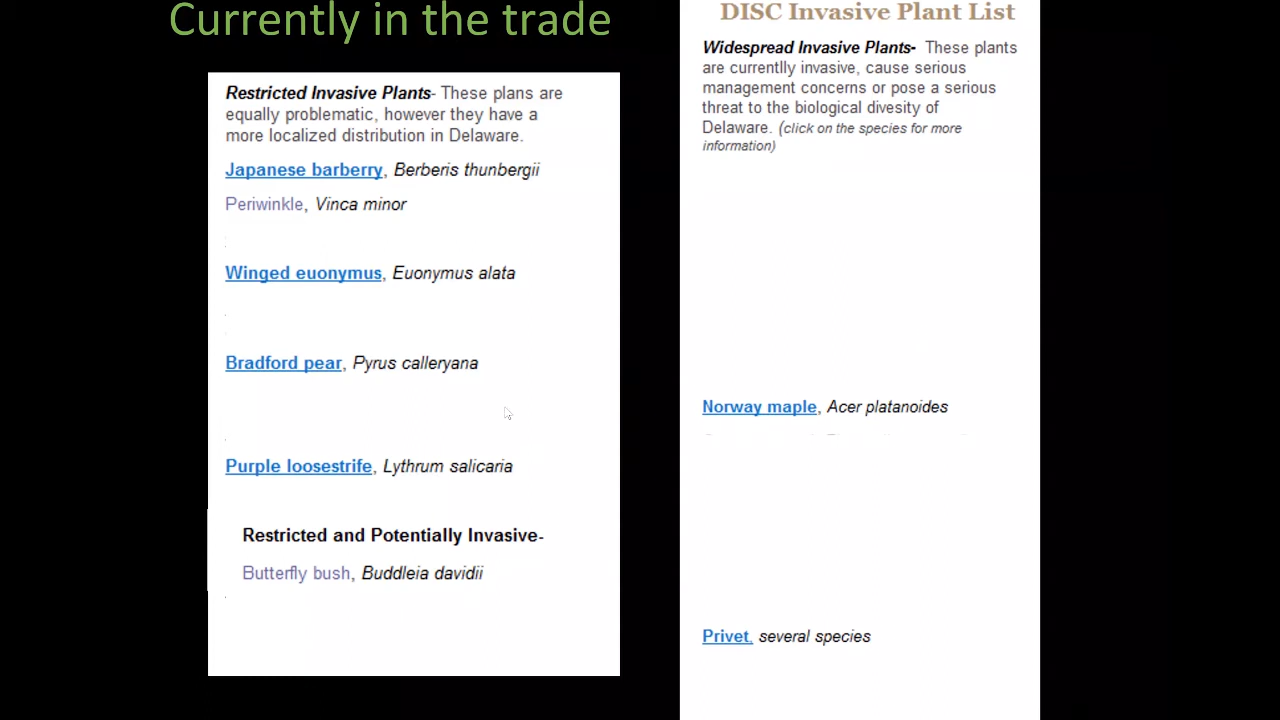 Currently in the trade
Restricted Invasive Plants- These plans are
equally problematic, however they have a
more localized distribution in Delaware.
Japanese barberry, Berberis thunbergii
Periwinkle, Vinca minor
Winged euonymus, Euonymus alata
Bradford pear, Pyrus calleryana
Purple loosestrife, Lythrum salicaria
Restricted and Potentially Invasive-
Butterfly bush, Buddleia davidii
DISC Invasive Plant List
Widespread Invasive Plants- These plants
are currentlly invasive, cause serious
management concerns or pose a serious
threat to the biological divesity of
Delaware. (click on the species for more
information)
Norway maple, Acer platanoides
Privet, several species